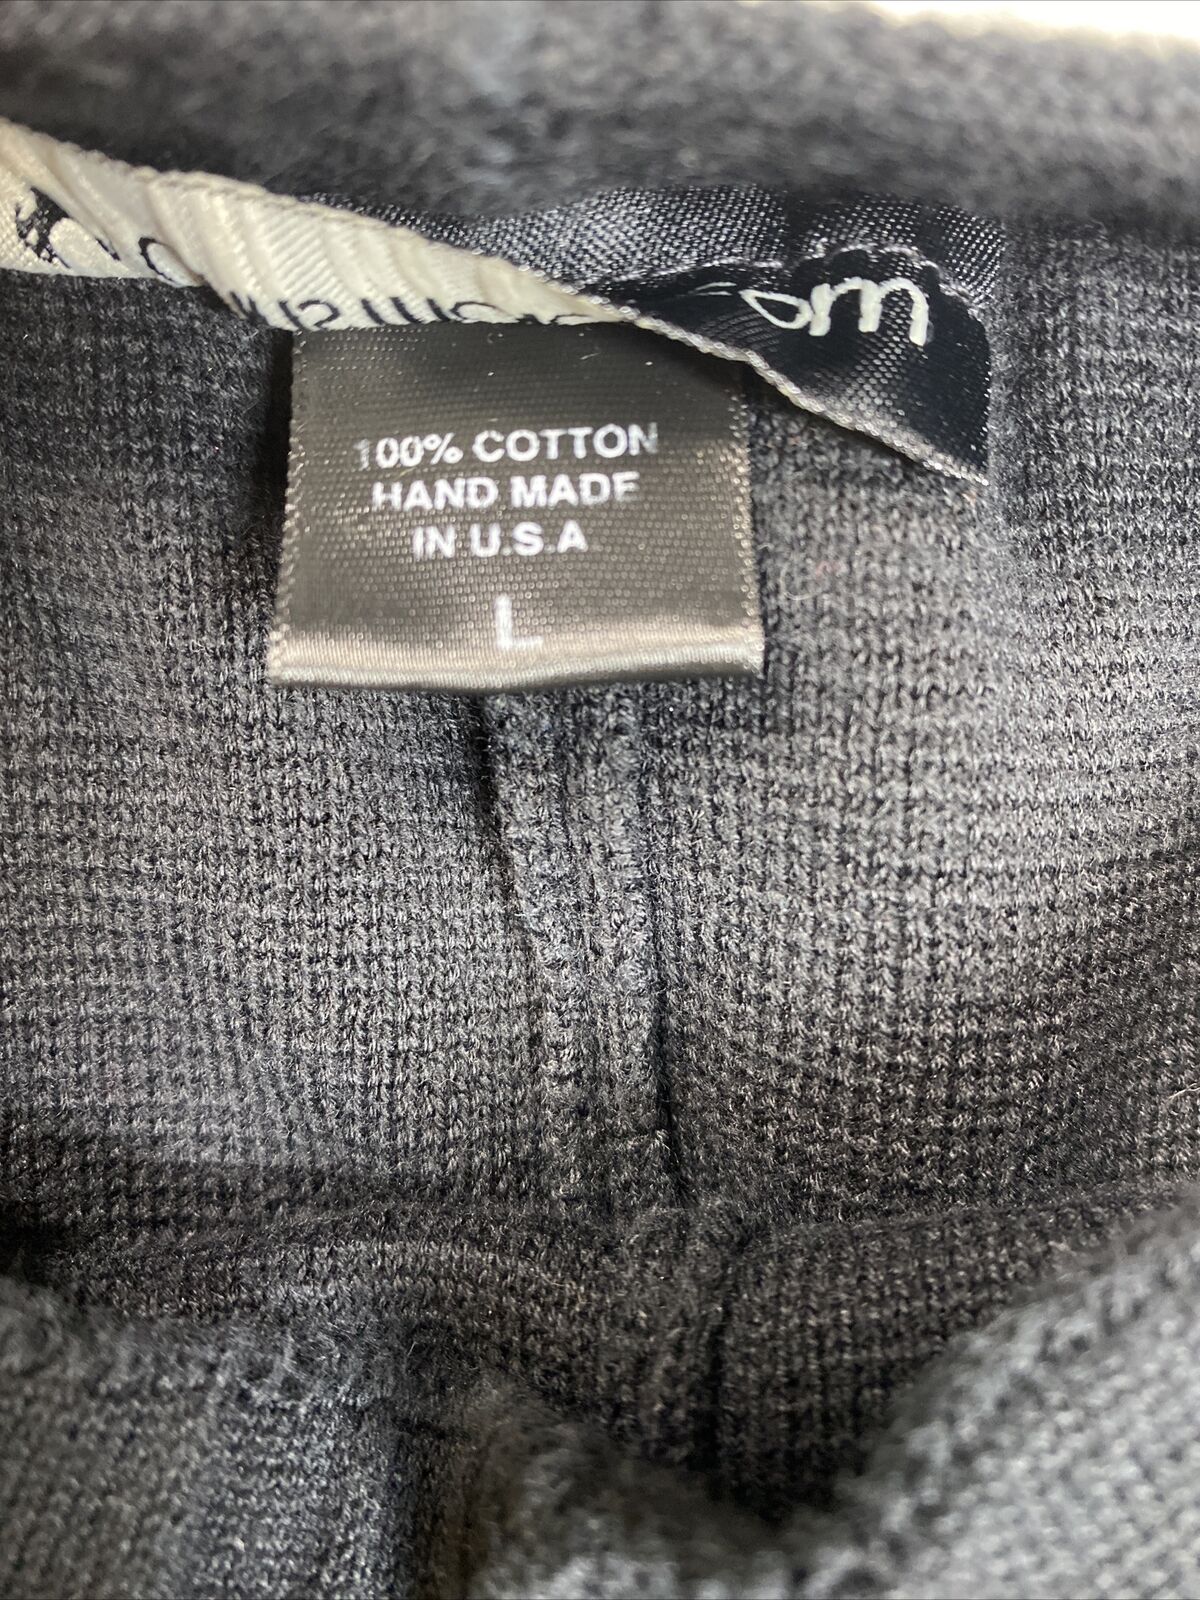 100% COTTON
HAND MADE
IN U.S.A
L